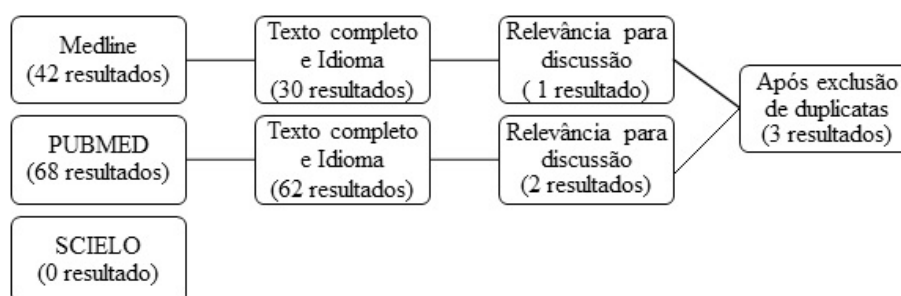 Medline
(42 resultados)
Texto completo
e Idioma
(30 resultados)
Relevância para
discussão
( 1 resultado)
Após exclusão
de duplicatas
(3 resultados)
PUBMED
(68 resultados)
Texto completo
e Idioma
(62 resultados)
Relevância para
discussão
(2 resultados)
SCIELO
(0 resultado)